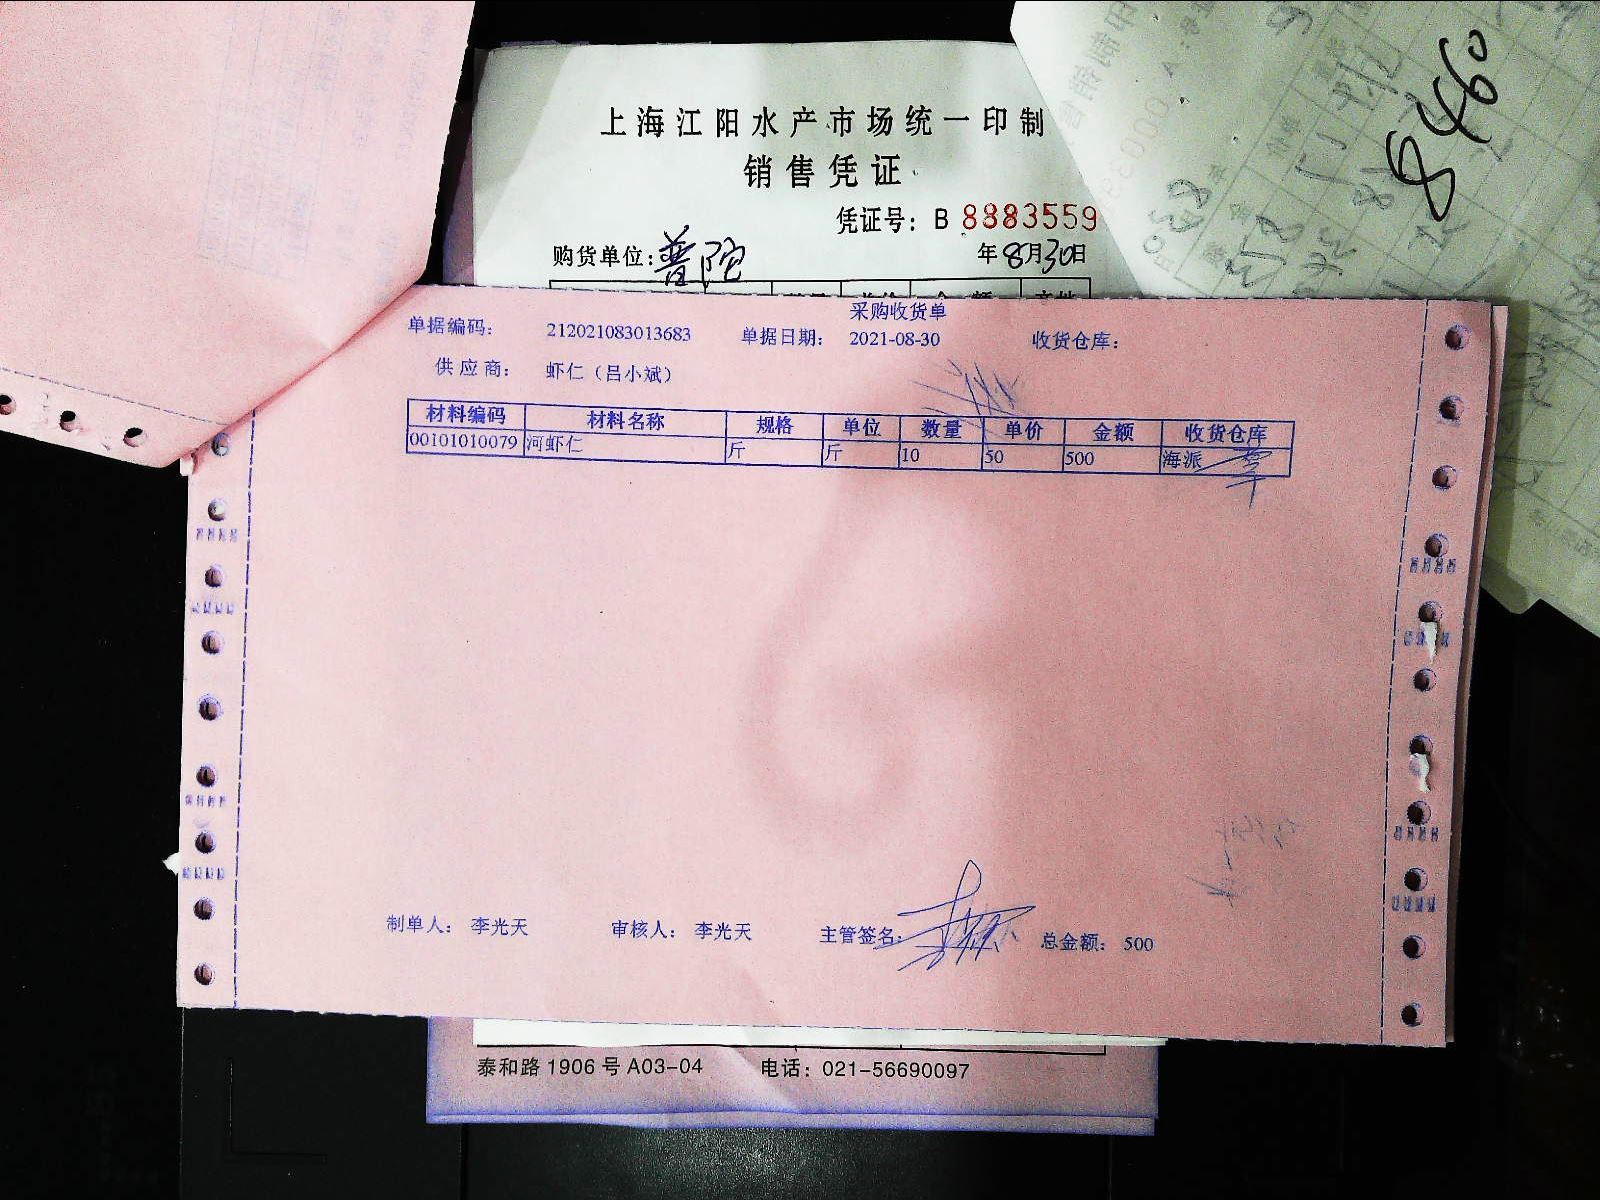 上海江阳水产市场统一印制
销售凭证
凭证号：B 8883559
购货单位：普陀 年8月30日
8460
采购收货单
单据编码： 212021083013683 单据日期： 2021-08-30 收货仓库：
供应商： 虾仁（吕小斌）
材料编码 材料名称 规格 单位 数量 单价 金额 收货仓库
00101010079 河虾仁 斤 斤 10 50 500 海派
制单人： 李光天 审核人： 李光天 主管签名： 总金额： 500
泰和路1906号A03-04 电话：021-56690097